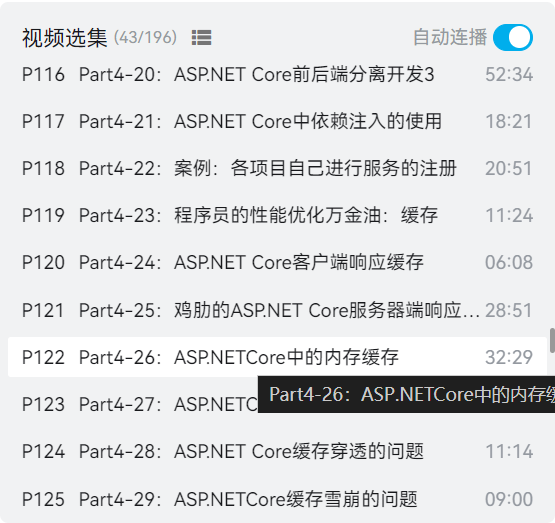 视频选集 (43/196) 自动连播
P116 Part4-20：ASP.NET Core前后端分离开发3 52:34
P117 Part4-21：ASP.NET Core中依赖注入的使用 18:21
P118 Part4-22：案例：各项目自己进行服务的注册 20:51
P119 Part4-23：程序员的性能优化万金油：缓存 11:24
P120 Part4-24：ASP.NET Core客户端响应缓存 06:08
P121 Part4-25：鸡肋的ASP.NET Core服务器端响应... 28:51
P122 Part4-26：ASP.NETCore中的内存缓存 32:29
Part4-26：ASP.NETCore中的内存缓
P123 Part4-27：ASP.NETC
P124 Part4-28：ASP.NET Core缓存穿透的问题 11:14
P125 Part4-29：ASP.NETCore缓存雪崩的问题 09:00